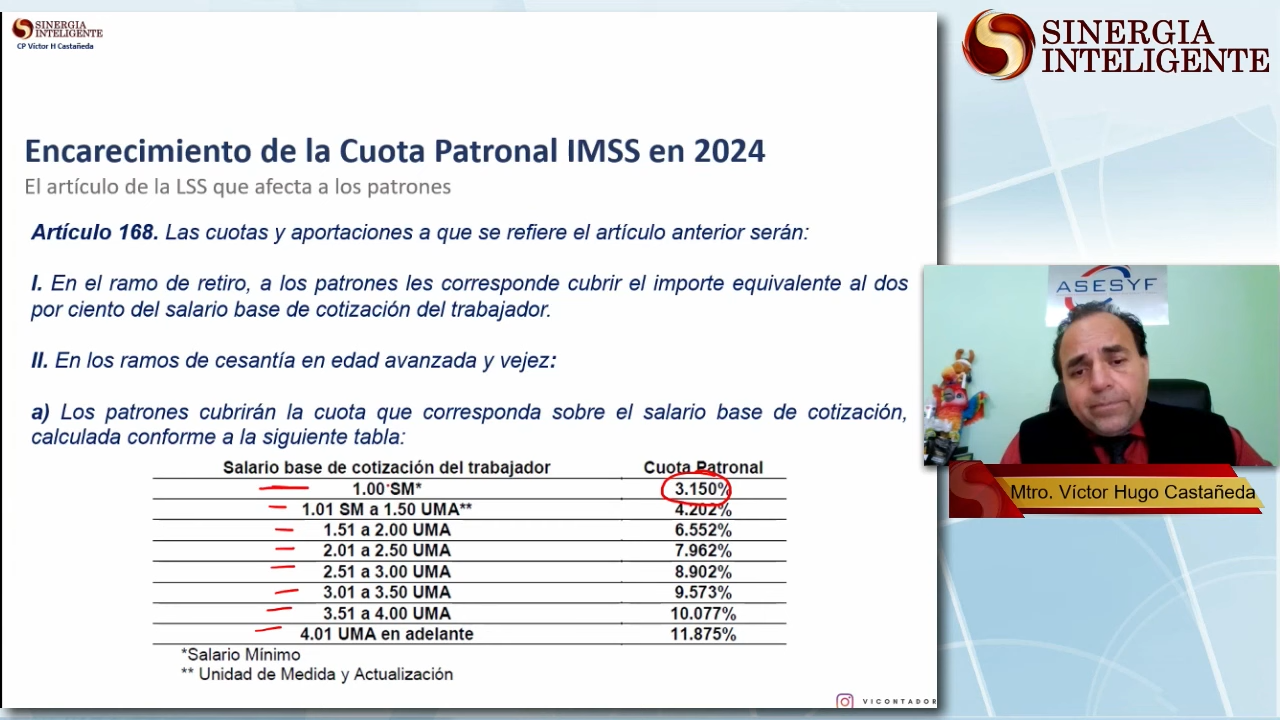 SINERGIA
INTELIGENTE
CP Víctor H Castañeda
SINERGIA
INTELIGENTE
Encarecimiento de la Cuota Patronal IMSS en 2024
El artículo de la LSS que afecta a los patrones
Artículo 168. Las cuotas y aportaciones a que se refiere el artículo anterior serán:
I. En el ramo de retiro, a los patrones les corresponde cubrir el importe equivalente al dos
por ciento del salario base de cotización del trabajador.
II. En los ramos de cesantía en edad avanzada y vejez:
a) Los patrones cubrirán la cuota que corresponda sobre el salario base de cotización,
calculada conforme a la siguiente tabla:
Salario base de cotización del trabajador Cuota Patronal
1.00 SM* 3.150%
1.01 SM a 1.50 UMA** 4.202%
1.51 a 2.00 UMA 6.552%
2.01 a 2.50 UMA 7.962%
2.51 a 3.00 UMA 8.902%
3.01 a 3.50 UMA 9.573%
3.51 a 4.00 UMA 10.077%
4.01 UMA en adelante 11.875%
*Salario Mínimo
** Unidad de Medida y Actualización
VICONTADOR
ASESYF
Mtro. Víctor Hugo Castañeda